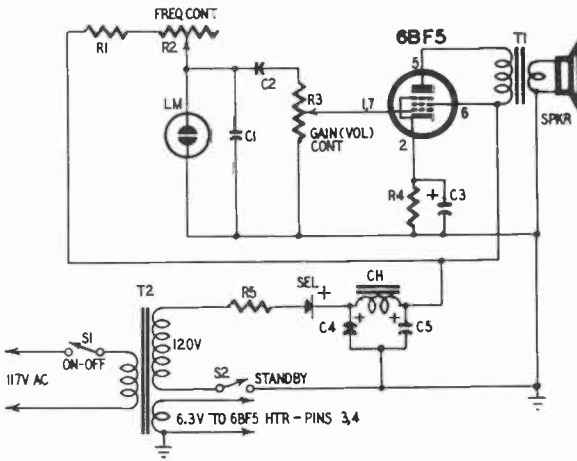 FREQ CONT
R1
R2
6BF5
T1
5
C2
LM
R3
1,7
6
C1
GAIN (VOL)
CONT
SPKR
2
R4
+
C3
T2
R5
SEL
+
CH
S1
120V
C4
+
+
C5
ON-OFF
S2
STANDBY
117V AC
6.3V TO 6BF5 HTR - PINS 3,4